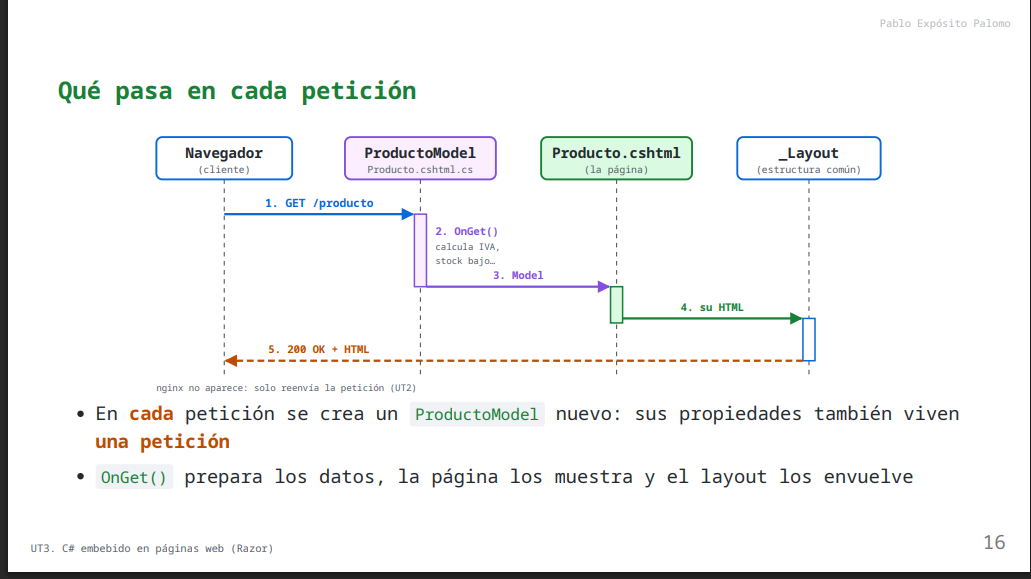 Pablo Expósito Palomo
Qué pasa en cada petición
Navegador
(cliente)
ProductoModel
Producto.cshtml.cs
Producto.cshtml
(la página)
_Layout
(estructura común)
1. GET /producto
2. OnGet()
calcula IVA,
stock bajo…
3. Model
4. su HTML
5. 200 OK + HTML
nginx no aparece: solo reenvía la petición (UT2)
• En cada petición se crea un ProductoModel nuevo: sus propiedades también viven
una petición
• OnGet() prepara los datos, la página los muestra y el layout los envuelve
UT3. C# embebido en páginas web (Razor)
16